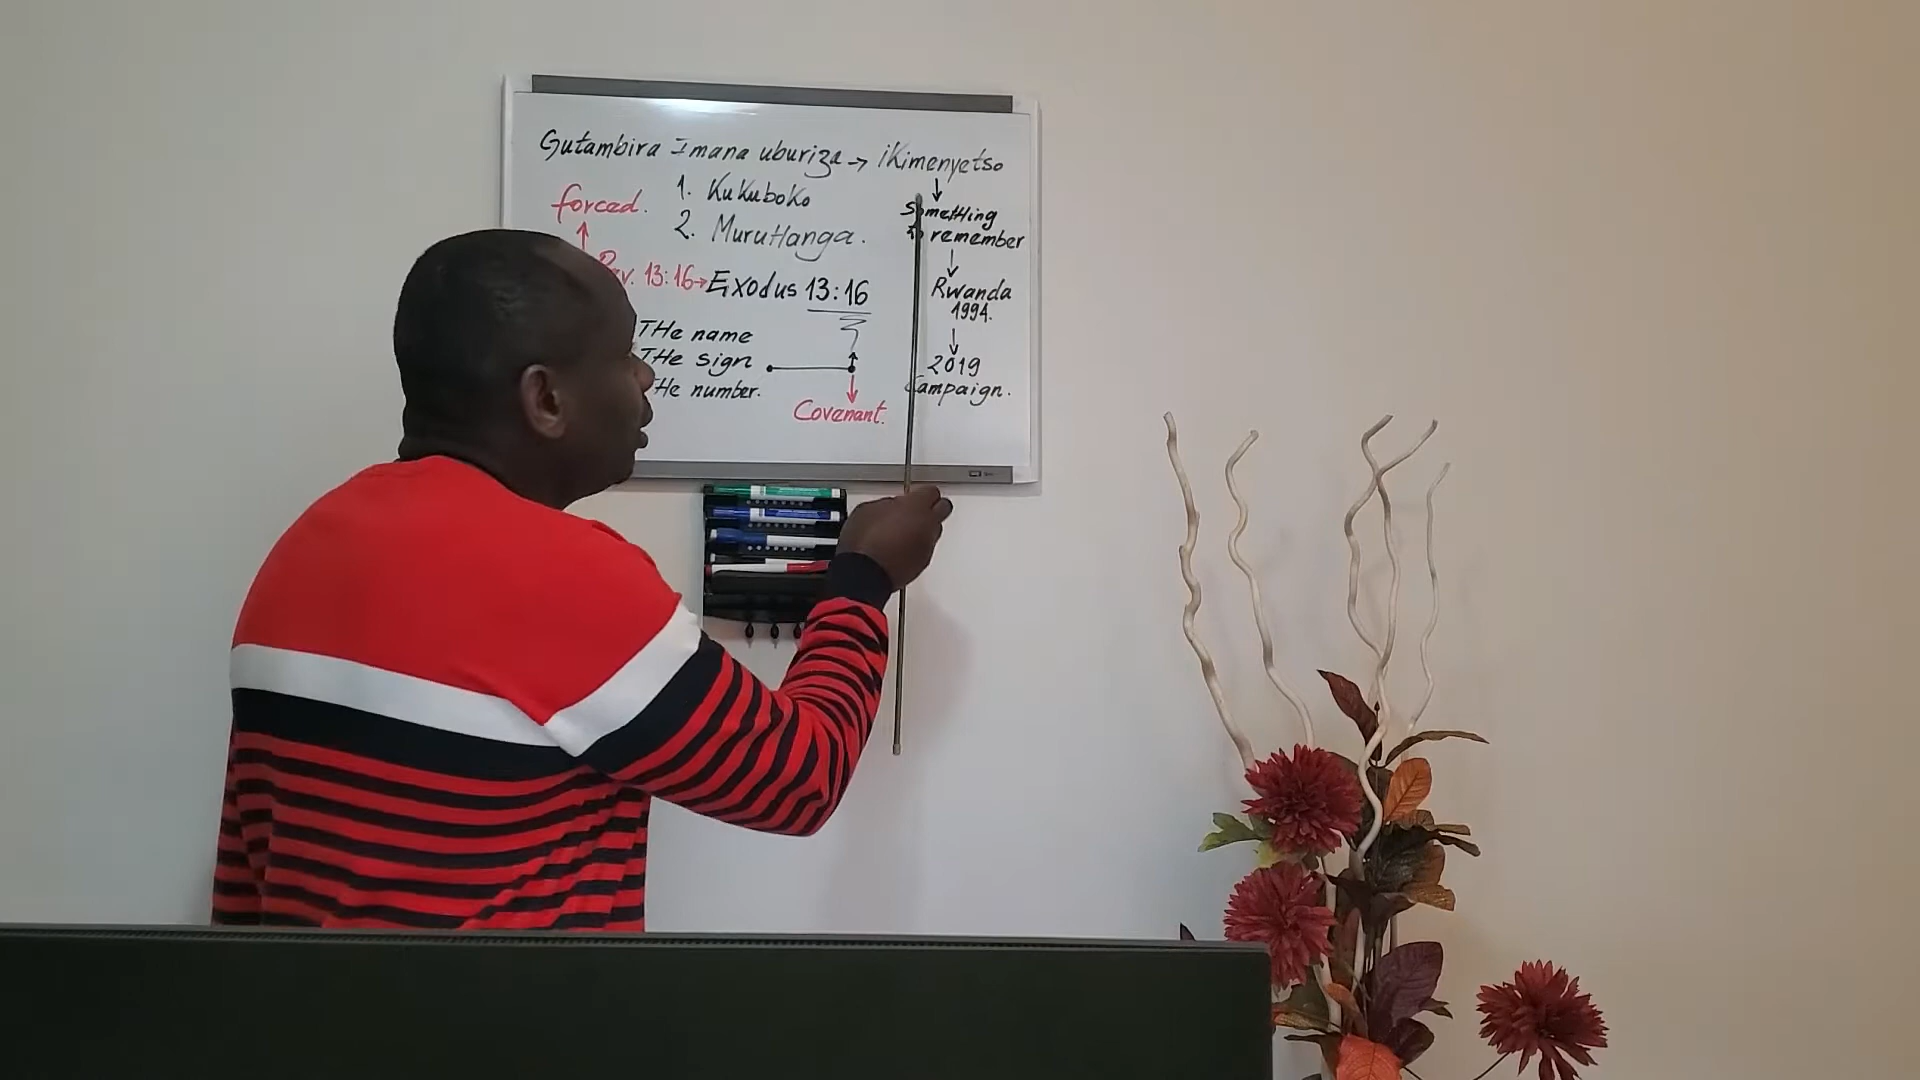 Gutambira Imana uburiza → ikimenyetso
forced.
1. Kukuboko
2. MuruHanga.
Rev. 13:16 → Exodus 13:16
THe name
THe sign
THe number.
Covenant.
SometHing
to remember
Rwanda
1994.
2019
Campaign.